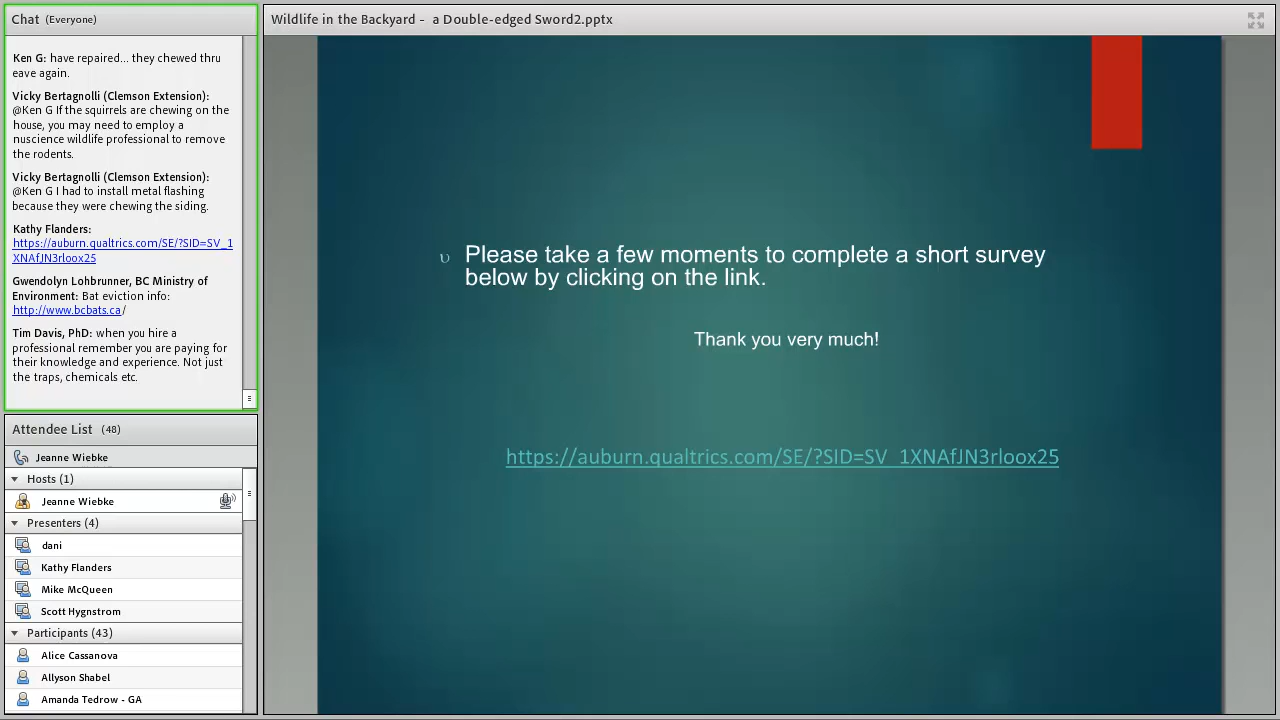 Chat (Everyone)
Ken G: have repaired... they chewed thru
eave again.
Vicky Bertagnolli (Clemson Extension):
@Ken G If the squirrels are chewing on the
house, you may need to employ a
nuscience wildlife professional to remove
the rodents.
Vicky Bertagnolli (Clemson Extension):
@Ken G I had to install metal flashing
because they were chewing the siding.
Kathy Flanders:
https://auburn.qualtrics.com/SE/?SID=SV_1
XNAfJN3rloox25
Gwendolyn Lohbrunner, BC Ministry of
Environment: Bat eviction info:
http://www.bcbats.ca/
Tim Davis, PhD: when you hire a
professional remember you are paying for
their knowledge and experience. Not just
the traps, chemicals etc.
Attendee List (48)
Jeanne Wiebke
Hosts (1)
Jeanne Wiebke
Presenters (4)
dani
Kathy Flanders
Mike McQueen
Scott Hygnstrom
Participants (43)
Alice Cassanova
Allyson Shabel
Amanda Tedrow - GA
Wildlife in the Backyard - a Double-edged Sword2.pptx
υ Please take a few moments to complete a short survey
below by clicking on the link.
Thank you very much!
https://auburn.qualtrics.com/SE/?SID=SV_1XNAfJN3rloox25